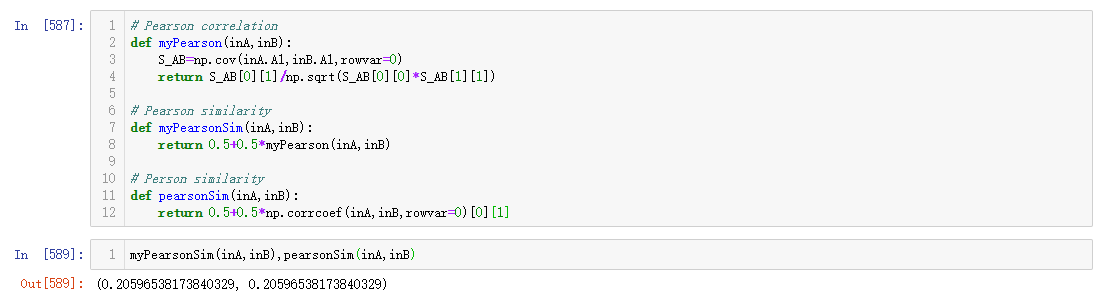 In [587]:
1 # Pearson correlation
2 def myPearson(inA,inB):
3     S_AB=np.cov(inA.A1,inB.A1,rowvar=0)
4     return S_AB[0][1]/np.sqrt(S_AB[0][0]*S_AB[1][1])
5
6 # Pearson similarity
7 def myPearsonSim(inA,inB):
8     return 0.5+0.5*myPearson(inA,inB)
9
10 # Person similarity
11 def pearsonSim(inA,inB):
12     return 0.5+0.5*np.corrcoef(inA,inB,rowvar=0)[0][1]
In [589]:
1 myPearsonSim(inA,inB),pearsonSim(inA,inB)
Out[589]: (0.20596538173840329, 0.20596538173840329)